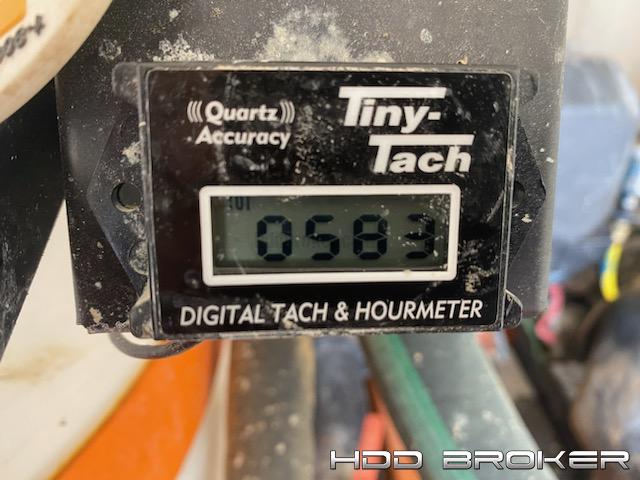 (((Quartz)))
Accuracy
Tiny-
Tach
0583
DIGITAL TACH & HOURMETER
HDD BROKER